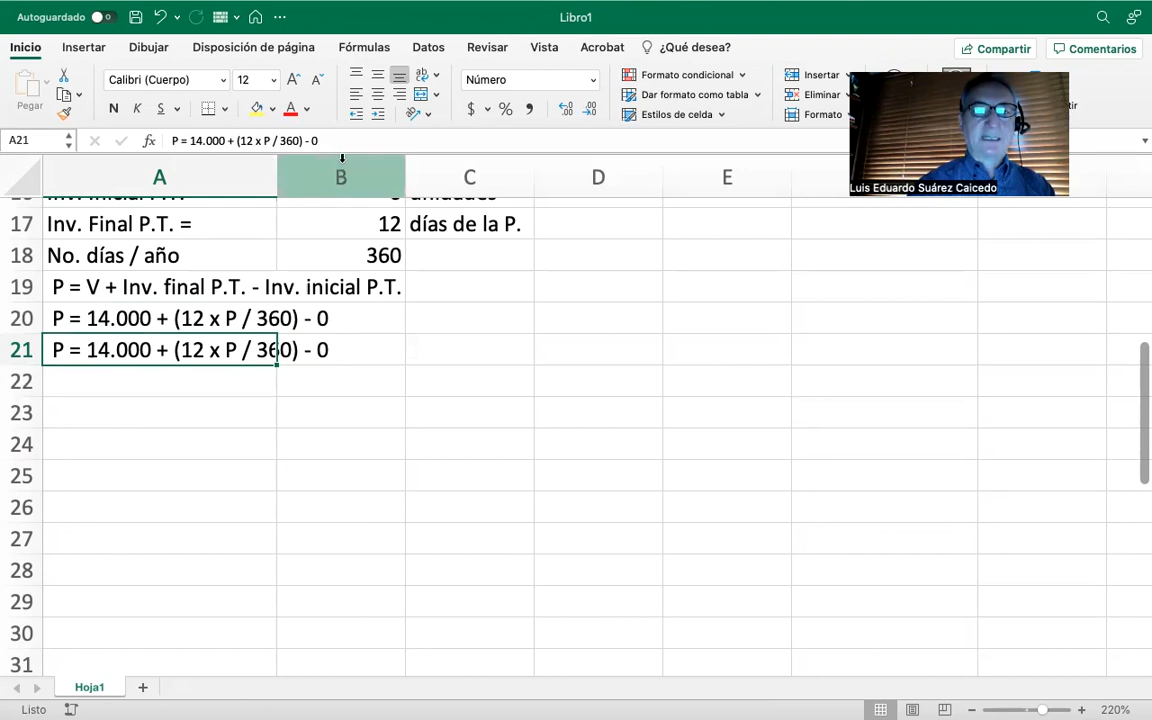 Autoguardado
Libro1
Inicio Insertar Dibujar Disposición de página Fórmulas Datos Revisar Vista Acrobat ¿Qué desea? Compartir Comentarios
Pegar
Calibri (Cuerpo) 12
N K S A
Número
$ % ,
Formato condicional
Dar formato como tabla
Estilos de celda
Insertar
Eliminar
Formato
A21 fx P = 14.000 + (12 x P / 360) - 0
Luis Eduardo Suárez Caicedo
A B C D E
17 Inv. Final P.T. = 12 días de la P.
18 No. días / año 360
19 P = V + Inv. final P.T. - Inv. inicial P.T.
20 P = 14.000 + (12 x P / 360) - 0
21 P = 14.000 + (12 x P / 360) - 0
22
23
24
25
26
27
28
29
30
31
Hoja1
Listo 220%